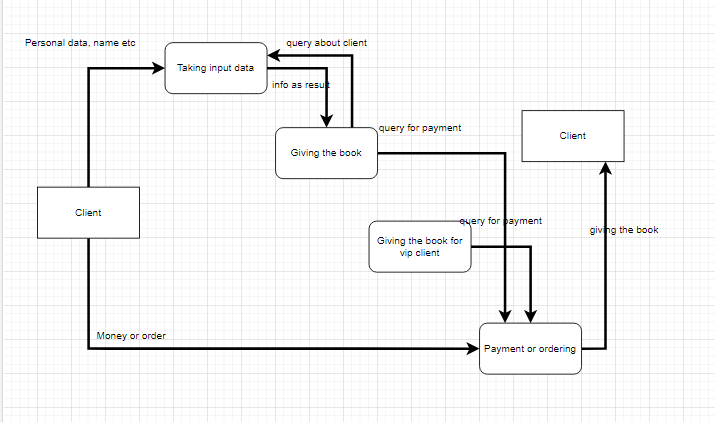 Personal data, name etc
query about client
Taking input data
info as result
query for payment
Client
Giving the book
Client
query for payment
giving the book
Giving the book for
vip client
Money or order
Payment or ordering